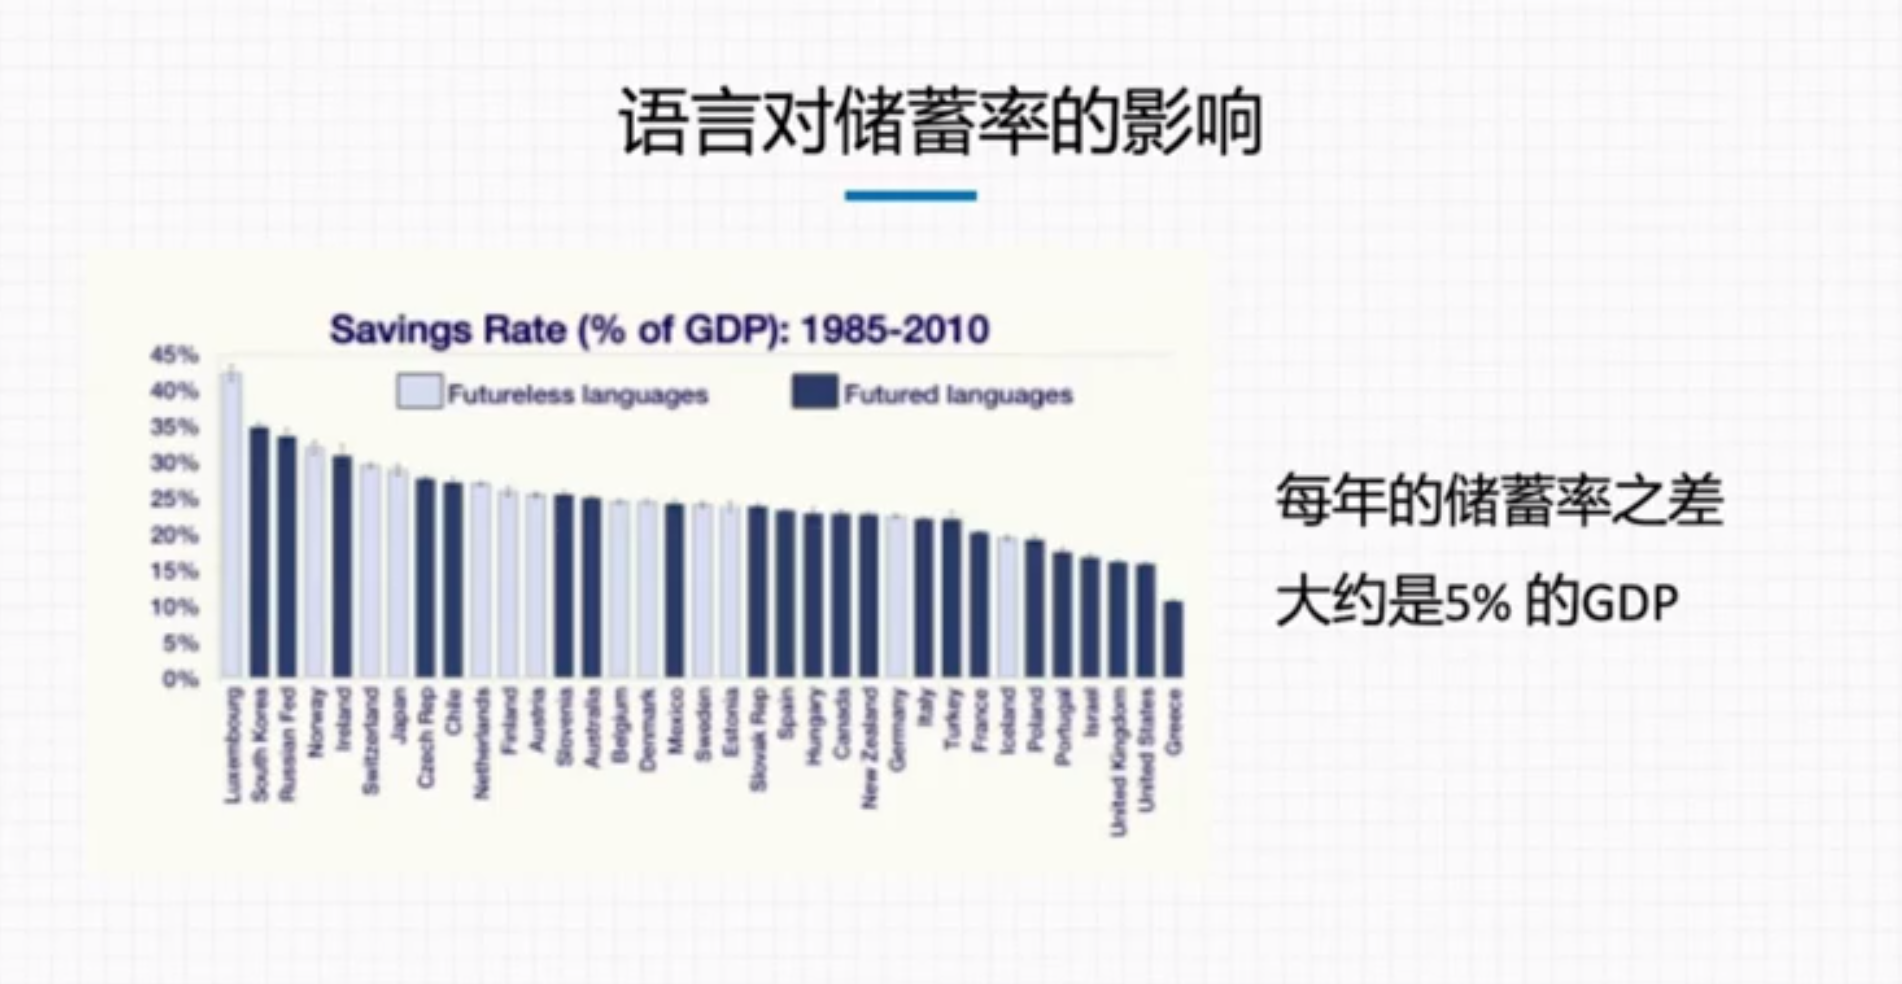 语言对储蓄率的影响
Savings Rate (% of GDP): 1985-2010
Futureless languages
Futured languages
45%
40%
35%
30%
25%
20%
15%
10%
5%
0%
Luxembourg
South Korea
Russian Fed
Norway
Ireland
Switzerland
Japan
Czech Rep
Chile
Netherlands
Finland
Austria
Slovenia
Australia
Belgium
Denmark
Mexico
Sweden
Estonia
Slovak Rep
Spain
Hungary
Canada
New Zealand
Germany
Italy
Turkey
France
Iceland
Poland
Portugal
Israel
United Kingdom
United States
Greece
每年的储蓄率之差
大约是5% 的GDP